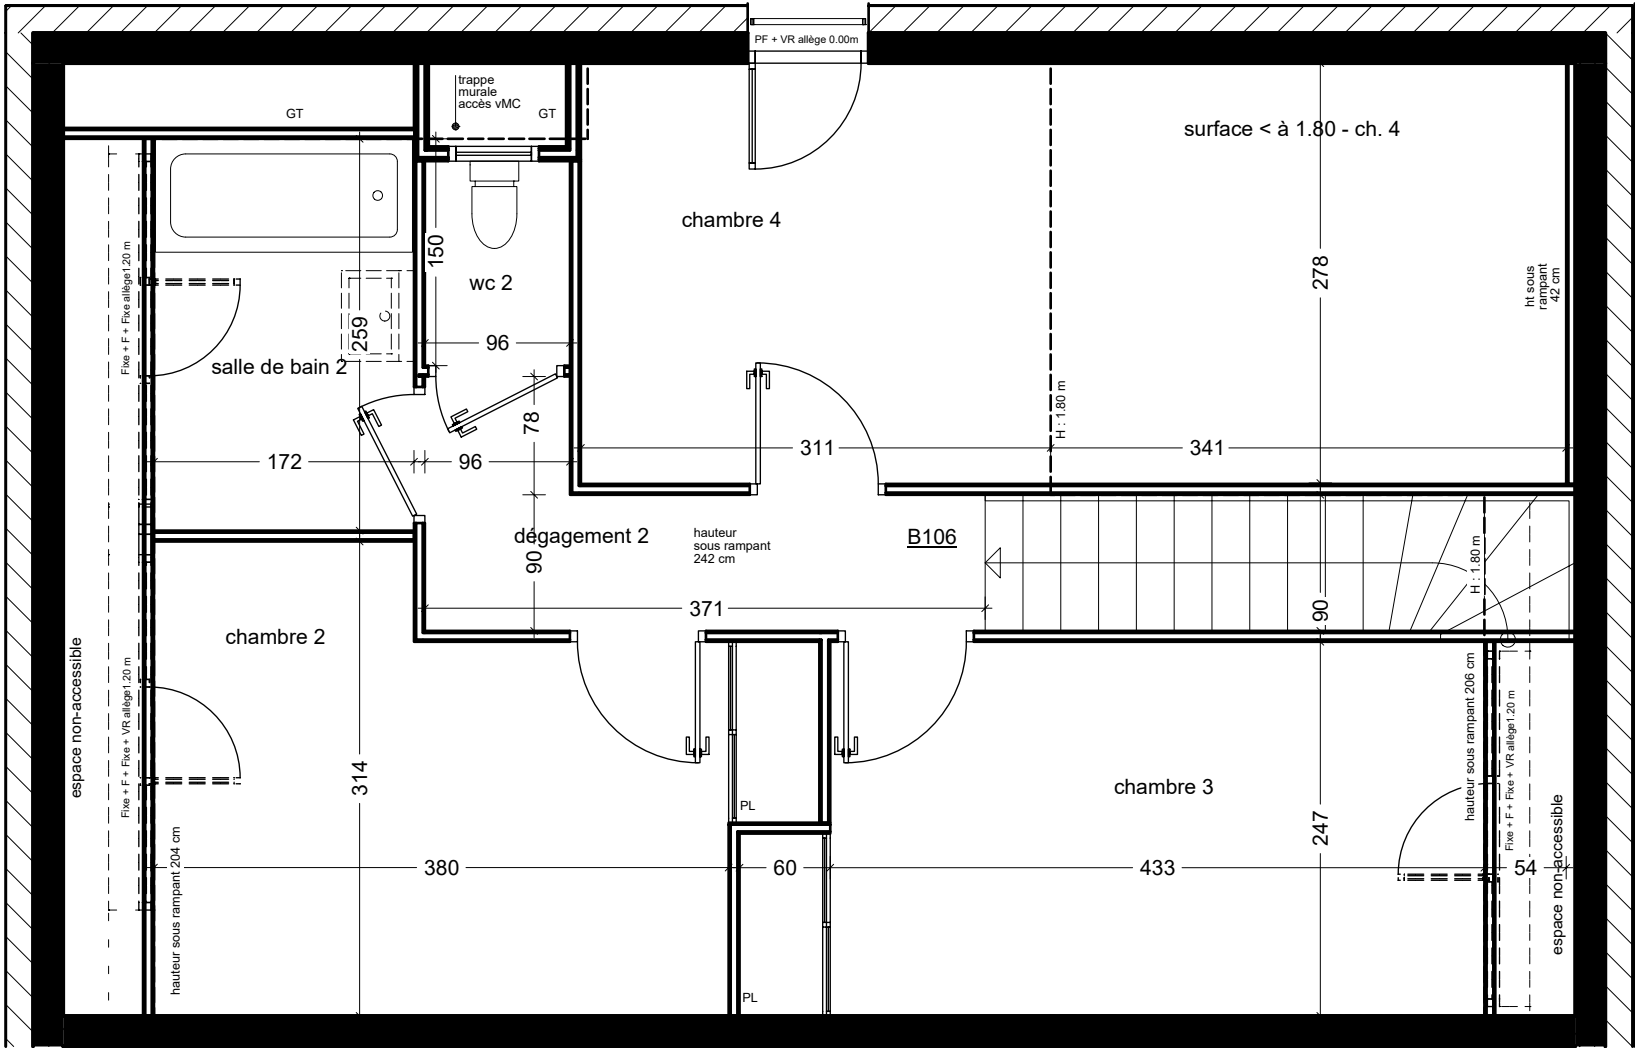 PF + VR allège 0.00m
trappe
murale
accès vMC
GT
GT
surface < à 1.80 - ch. 4
chambre 4
150
wc 2
278
ht sous
rampant
42 cm
Fixe + F + Fixe allège1.20 m
259
C
96
salle de bain 2
H : 1.80 m
78
172
96
311
341
dégagement 2
hauteur
sous rampant
242 cm
B106
90
H : 1.80 m
371
90
chambre 2
espace non-accessible
Fixe + F + Fixe + VR allège1.20 m
hauteur sous rampant 206 cm
Fixe + F + Fixe + VR allège1.20 m
314
chambre 3
PL
247
hauteur sous rampant 204 cm
380
60
433
54
espace non-accessible
PL